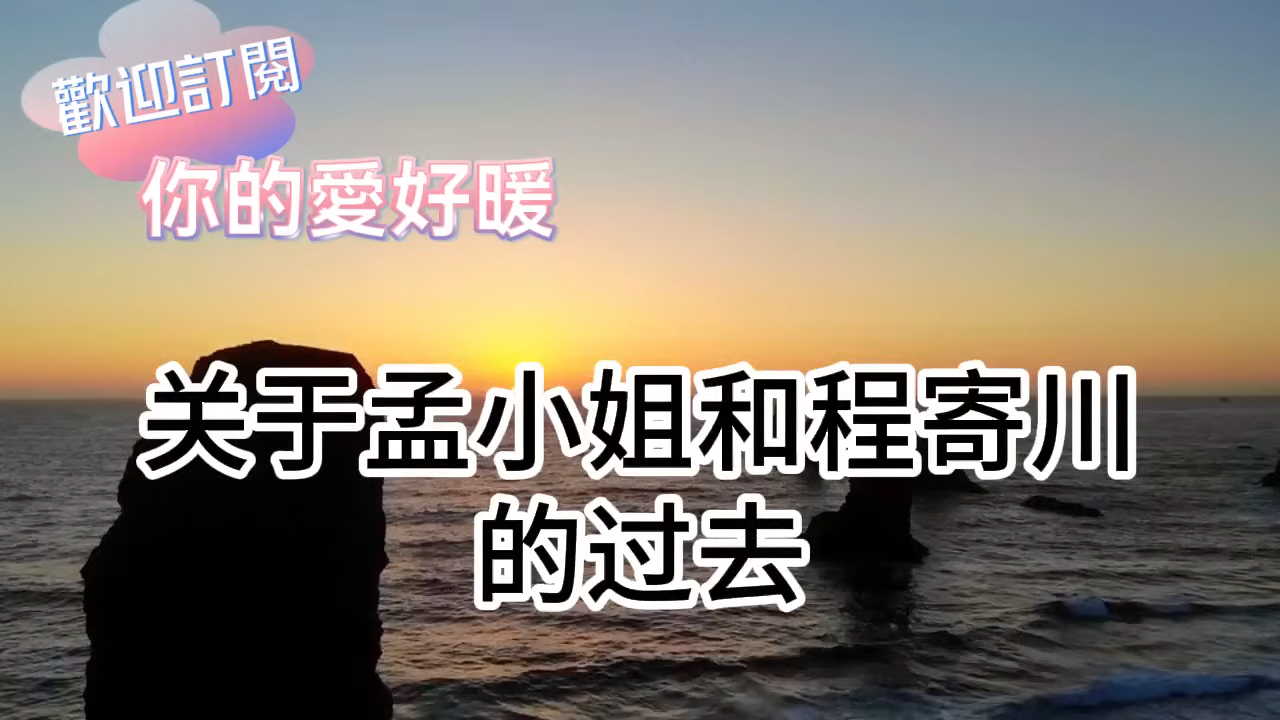 歡迎訂閱
你的愛好暖
关于孟小姐和程寄川
的过去